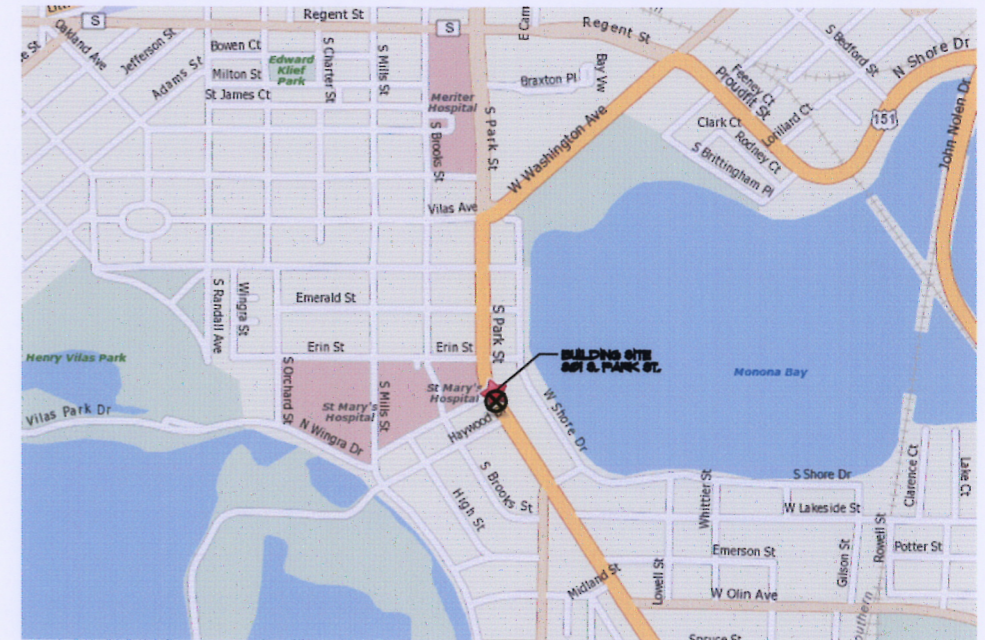 Regent St
S
S
Oakland Ave
Jefferson St
Adams St
Bowen Ct
Milton St
St James Ct
Edward
Klief
Park
S Charter St
S Mills St
Meriter
Hospital
S Brooks St
S Park St
E Cam
Regent St
Braxton Pl
Bay Vw
W Washington Ave
S Bedford St
N Shore Dr
Feeney Ct
Proudfit St
Lorillard Ct
Clark Ct
Rodney Ct
S Brittingham Pl
151
John Nolen Dr
Vilas Ave
S Randall Ave
Wingra St
Emerald St
Erin St
Erin St
S Park St
BUILDING SITE
S. PARK ST.
Henry Vilas Park
Vilas Park Dr
S Orchard St
St Mary's
Hospital
S Mills St
St Mary's
Hospital
N Wingra Dr
Haywood
W Shore Dr
Monona Bay
S Brooks St
High St
S Shore Dr
Whittier St
W Lakeside St
Clarence Ct
Lake Ct
Rowell St
Gilson St
Potter St
Emerson St
Lowell St
W Olin Ave
Midland St
Spruce St